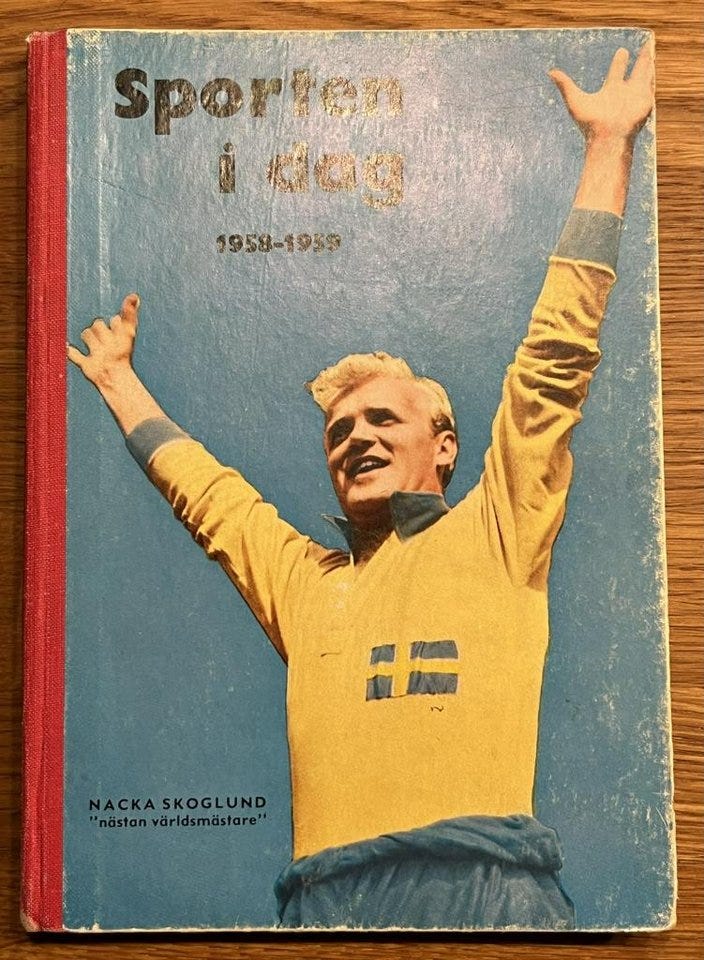 Sporten
i dag
1958-1959
NACKA SKOGLUND
"nästan världsmästare"